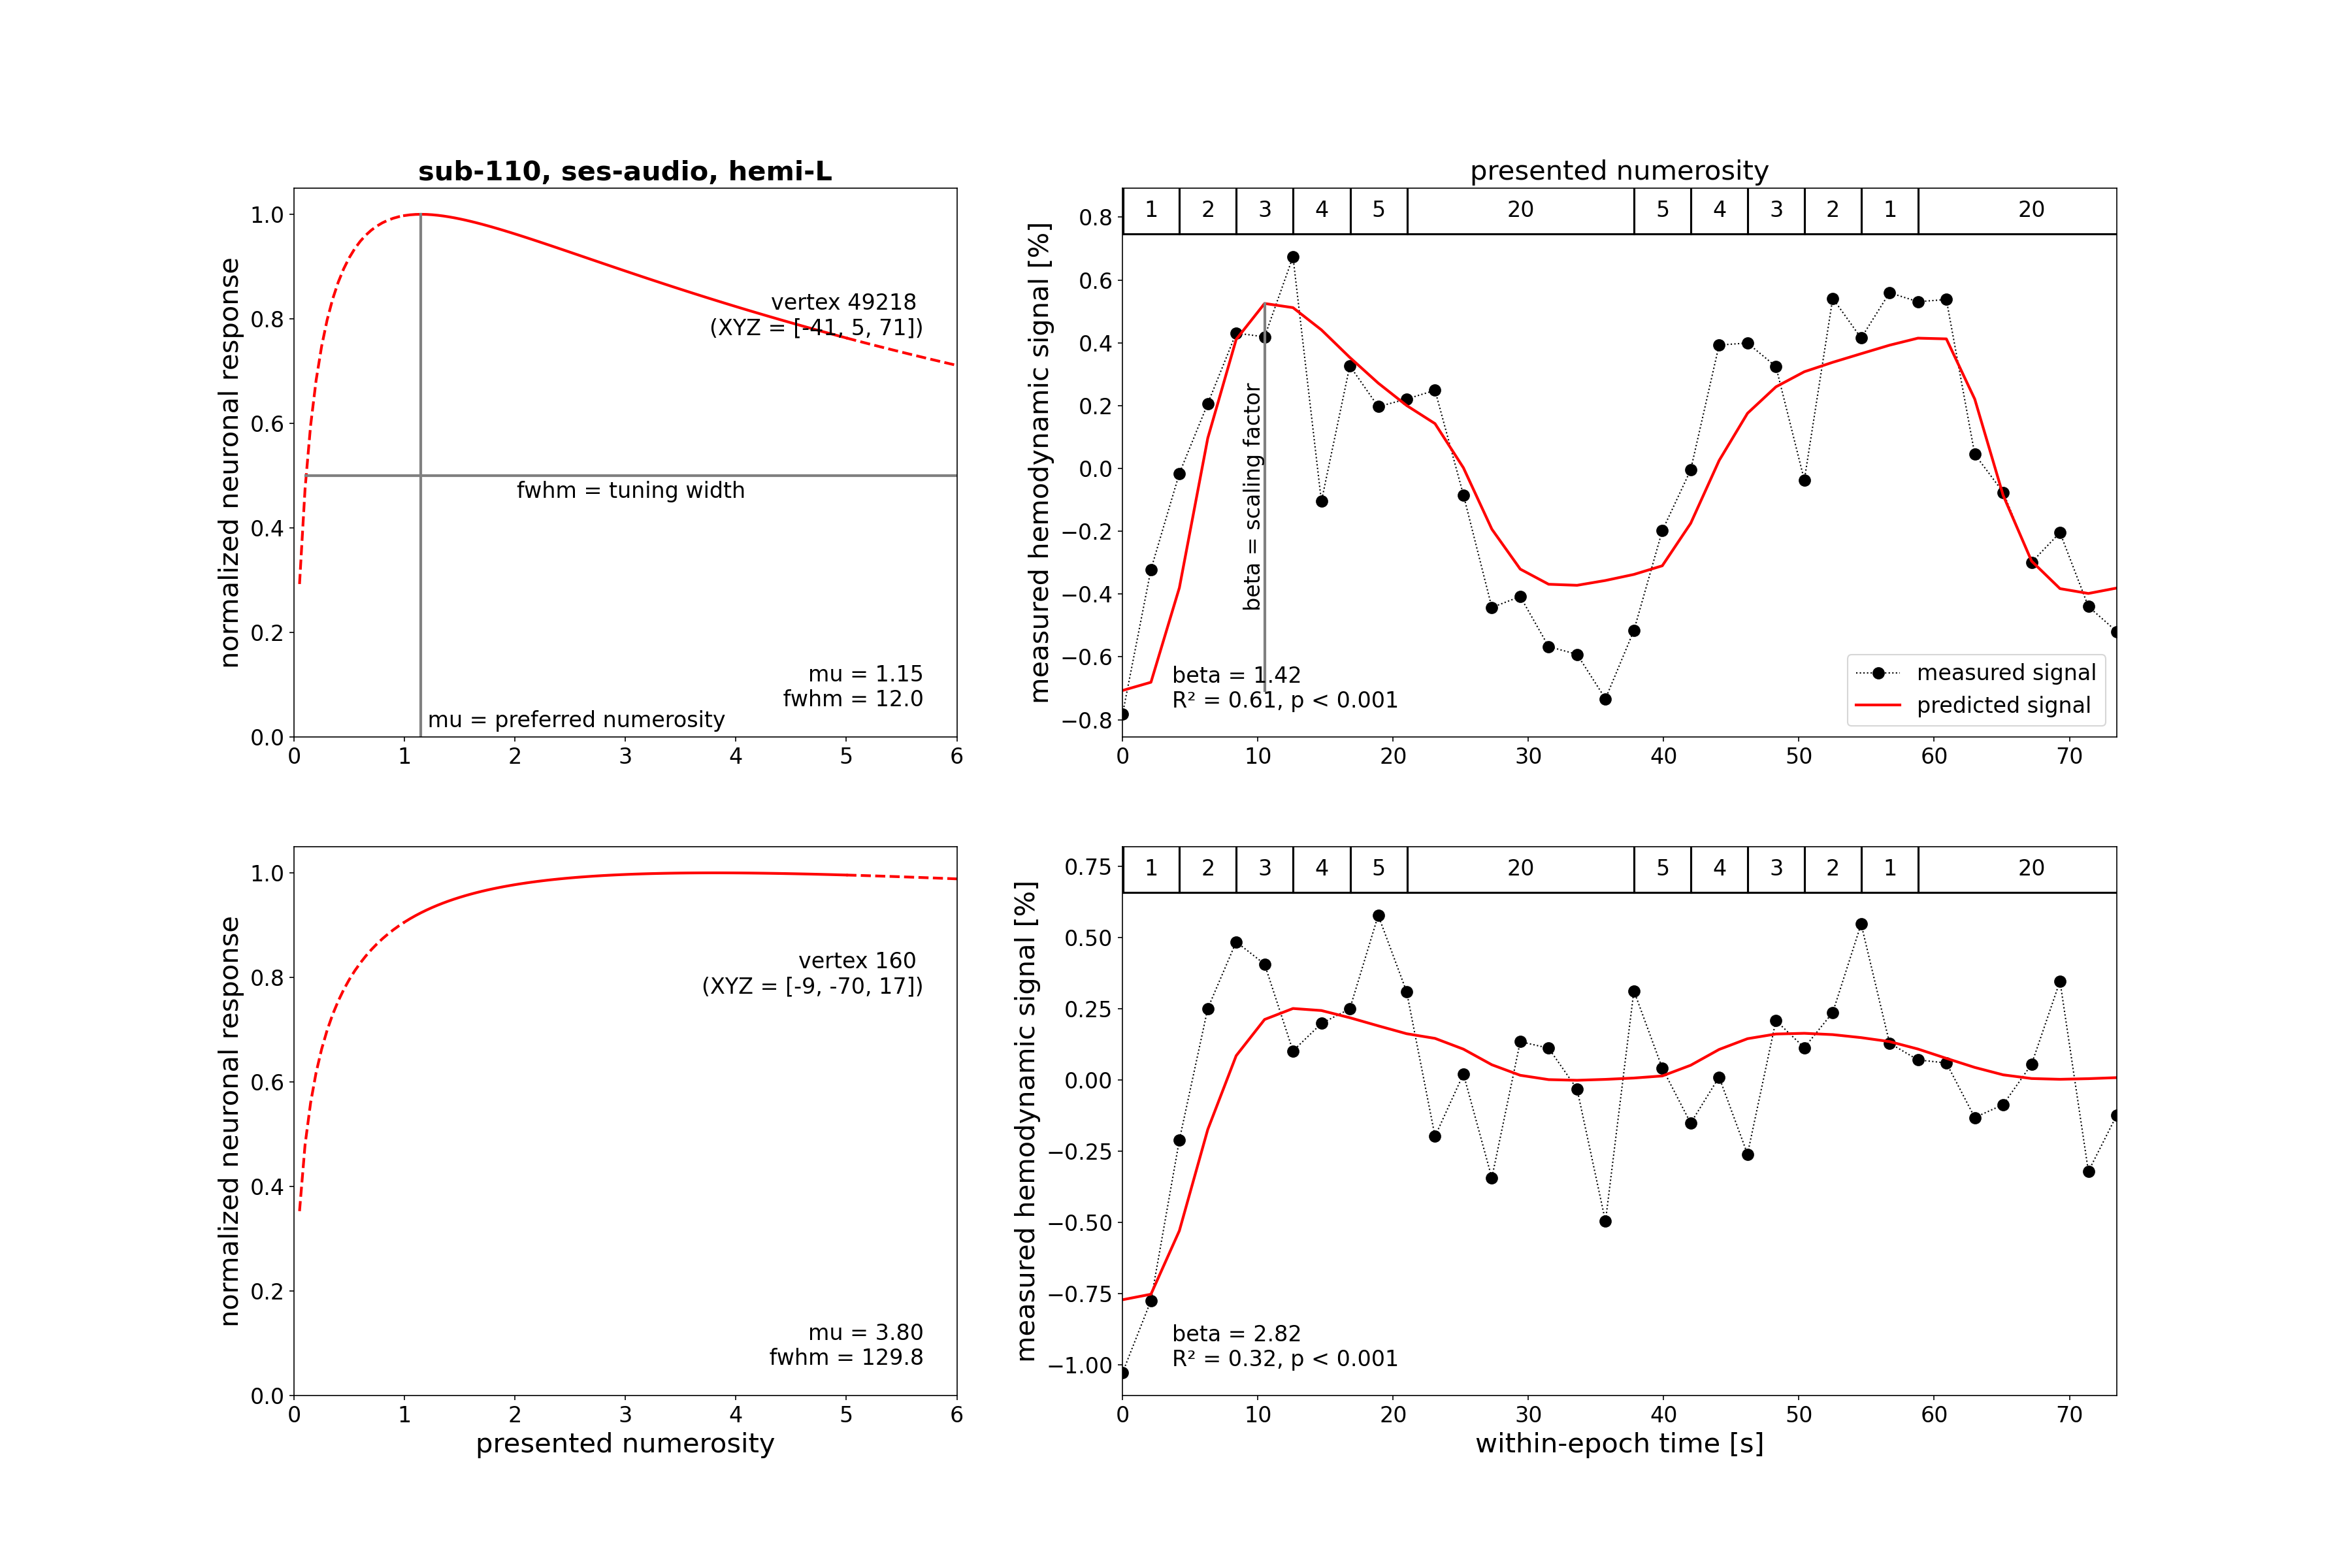 sub-110, ses-audio, hemi-L
normalized neuronal response
1.0
0.8
0.6
0.4
0.2
0.0
0 1 2 3 4 5 6
vertex 49218
(XYZ = [-41, 5, 71])
fwhm = tuning width
mu = 1.15
fwhm = 12.0
mu = preferred numerosity
presented numerosity
measured hemodynamic signal [%]
1 2 3 4 5 20 5 4 3 2 1 20
0.8
0.6
0.4
0.2
0.0
−0.2
−0.4
−0.6
−0.8
0 10 20 30 40 50 60 70
beta = scaling factor
beta = 1.42
R² = 0.61, p < 0.001
measured signal
predicted signal
normalized neuronal response
1.0
0.8
0.6
0.4
0.2
0.0
0 1 2 3 4 5 6
vertex 160
(XYZ = [-9, -70, 17])
mu = 3.80
fwhm = 129.8
presented numerosity
measured hemodynamic signal [%]
1 2 3 4 5 20 5 4 3 2 1 20
0.75
0.50
0.25
0.00
−0.25
−0.50
−0.75
−1.00
0 10 20 30 40 50 60 70
beta = 2.82
R² = 0.32, p < 0.001
within-epoch time [s]